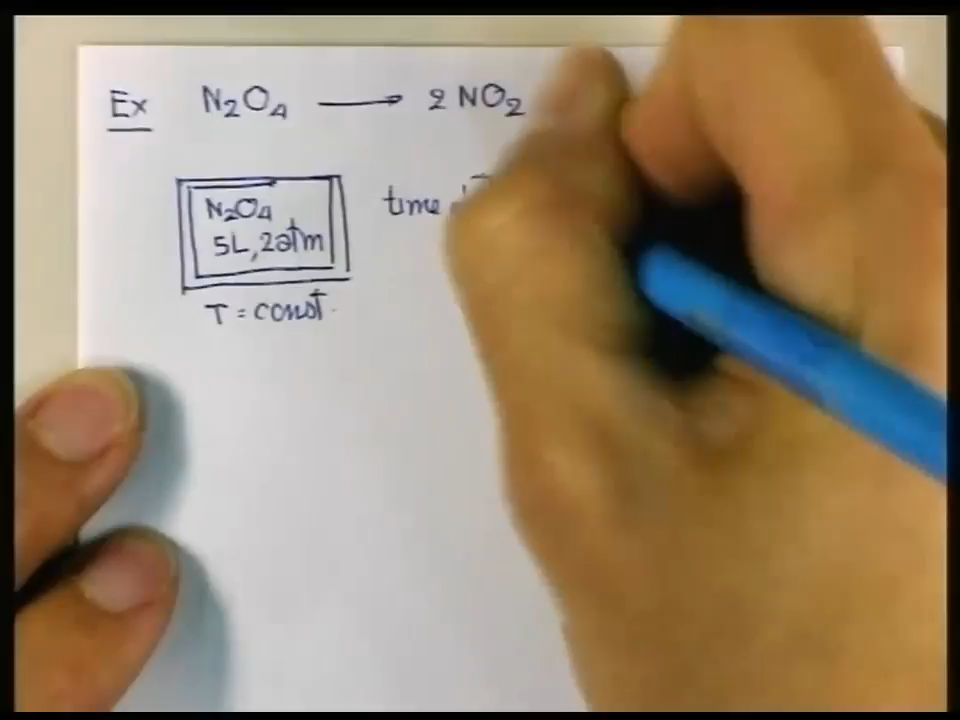 Ex N₂O₄ ⟶ 2 NO₂
N₂O₄
5L, 2atm
time
T = const.